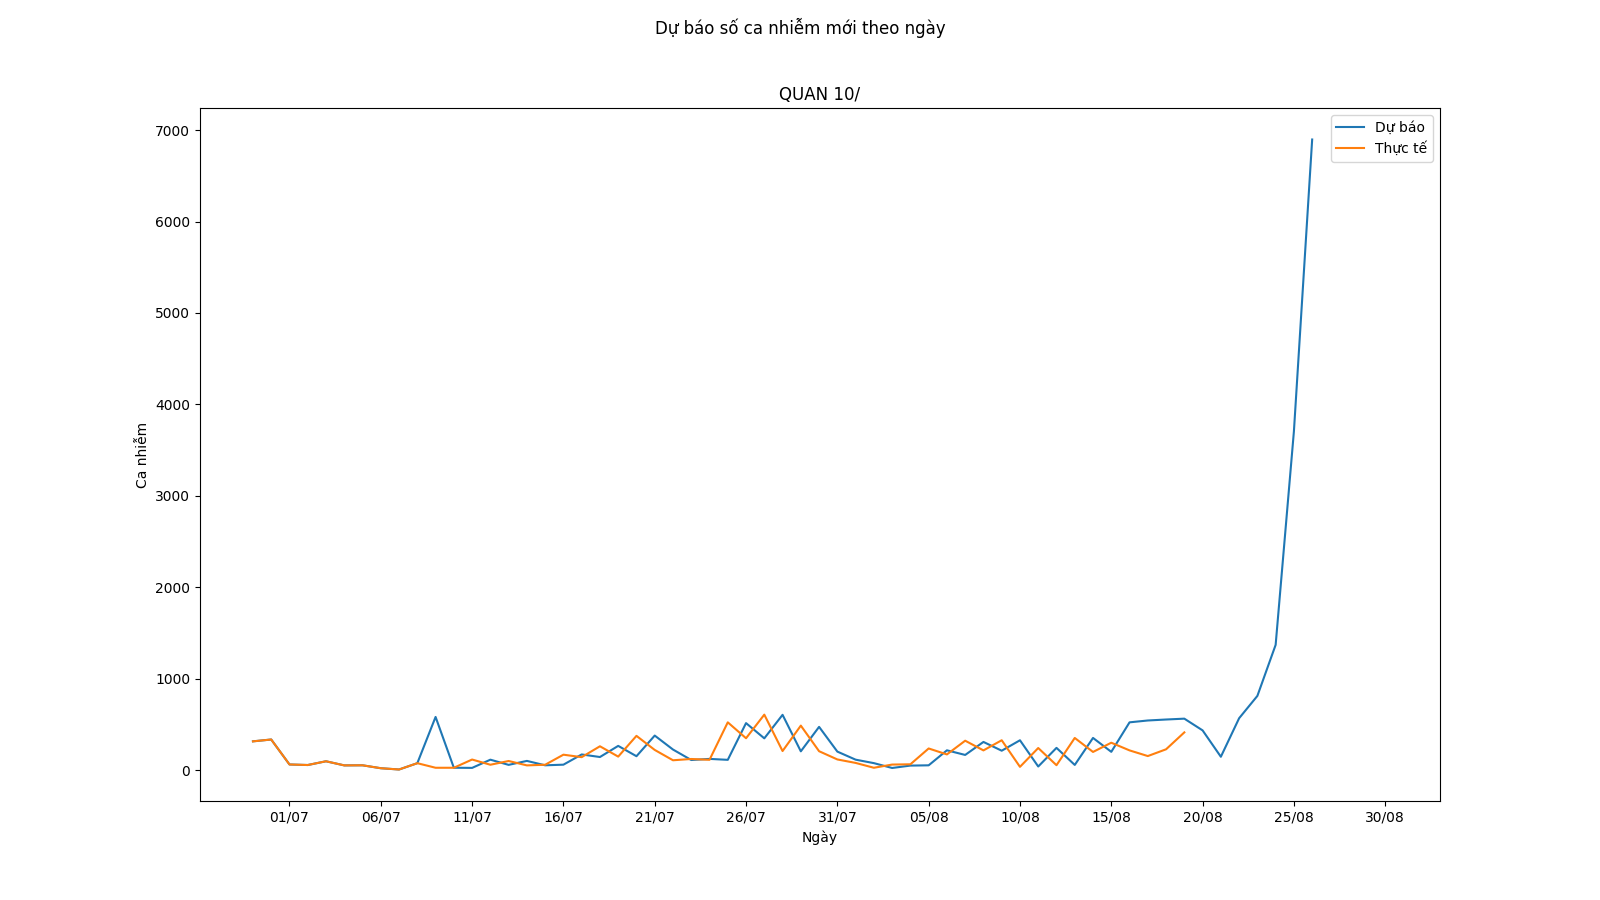 Dự báo số ca nhiễm mới theo ngày
QUAN 10/
Dự báo
Thực tế
7000
6000
5000
4000
3000
2000
1000
0
Ca nhiễm
01/07 06/07 11/07 16/07 21/07 26/07 31/07 05/08 10/08 15/08 20/08 25/08 30/08
Ngày